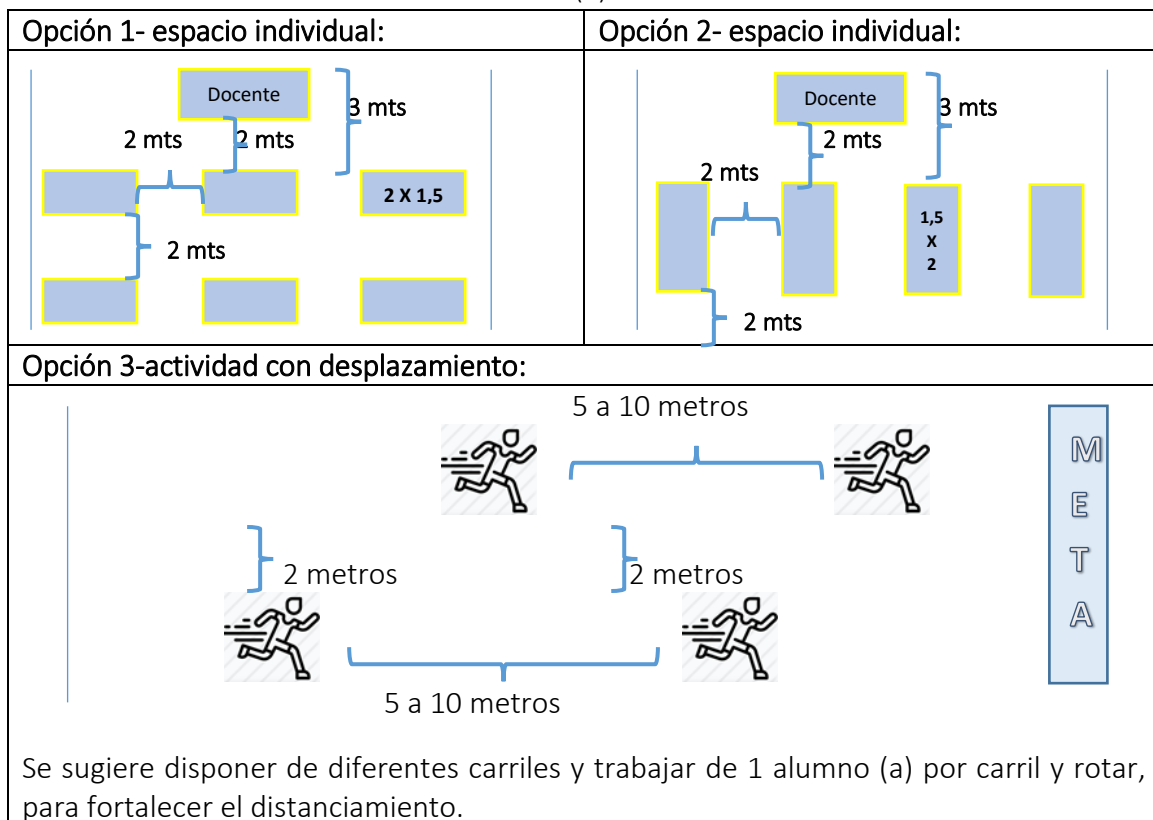 Opción 1- espacio individual:
Docente
3 mts
2 mts
2 mts
2 X 1,5
2 mts
Opción 2- espacio individual:
Docente
3 mts
2 mts
2 mts
1,5
X
2
2 mts
Opción 3-actividad con desplazamiento:
5 a 10 metros
M
E
T
A
2 metros
2 metros
5 a 10 metros
Se sugiere disponer de diferentes carriles y trabajar de 1 alumno (a) por carril y rotar,
para fortalecer el distanciamiento.